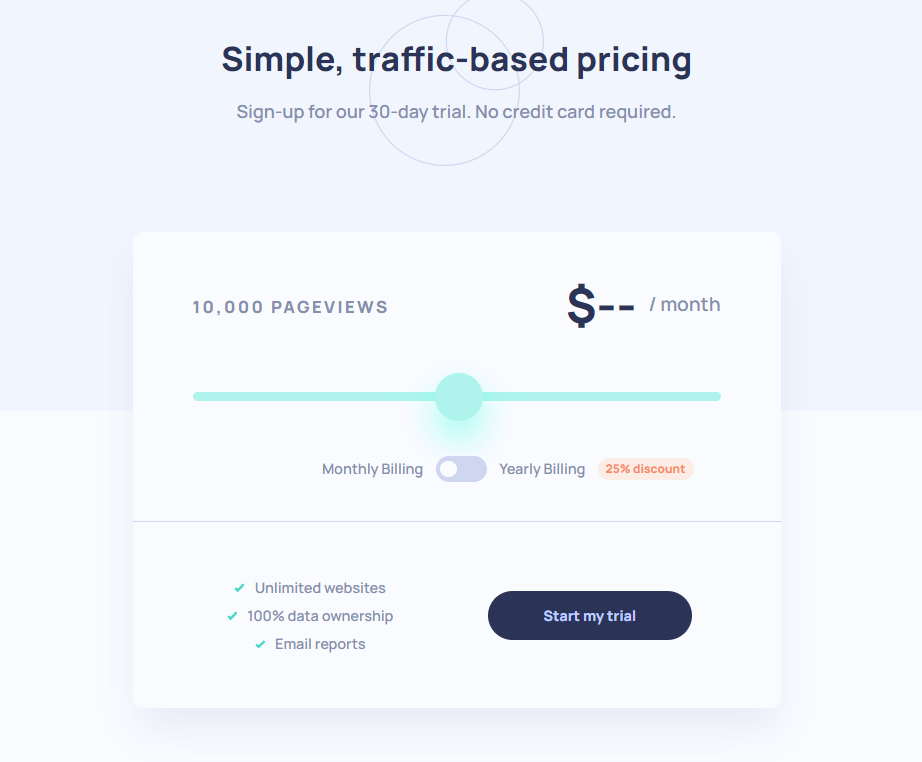 Simple, traffic-based pricing
Sign-up for our 30-day trial. No credit card required.
10,000 PAGEVIEWS
$-- / month
Monthly Billing Yearly Billing 25% discount
Unlimited websites
100% data ownership
Email reports
Start my trial